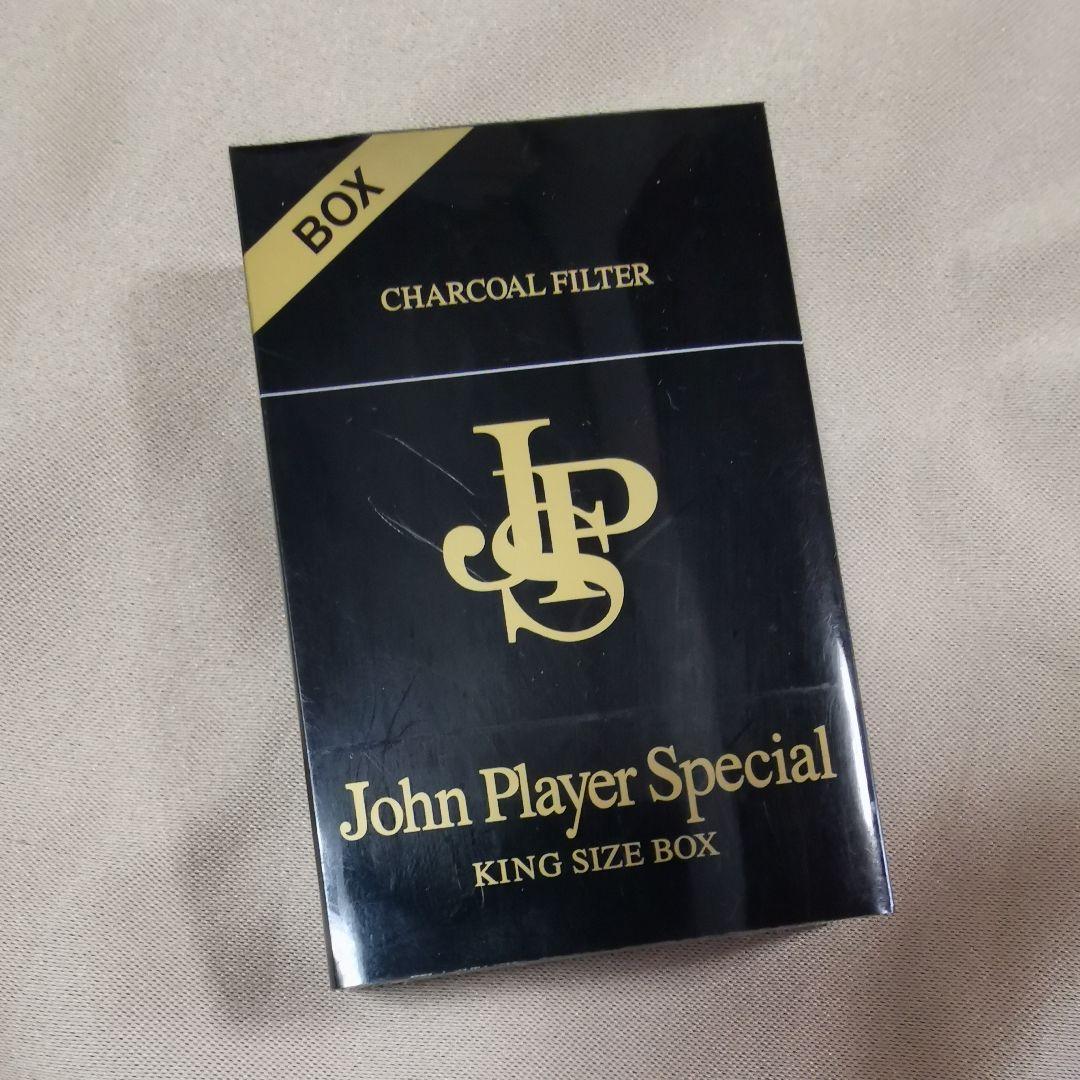 BOX
CHARCOAL FILTER
JPS
John Player Special
KING SIZE BOX